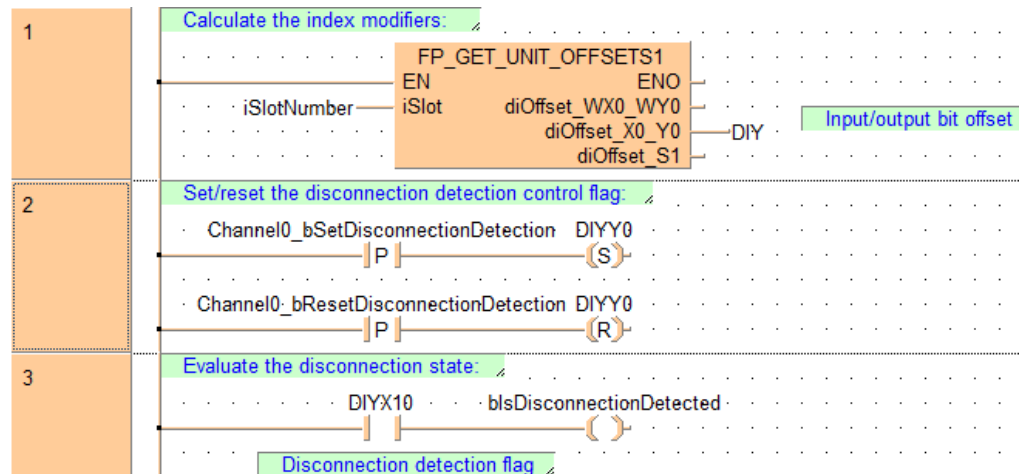 1
Calculate the index modifiers:
FP_GET_UNIT_OFFSETS1
EN ENO
iSlotNumber iSlot diOffset_WX0_WY0
diOffset_X0_Y0 DIY Input/output bit offset
diOffset_S1
2
Set/reset the disconnection detection control flag:
Channel0_bSetDisconnectionDetection DIYY0
P S
Channel0_bResetDisconnectionDetection DIYY0
P R
3
Evaluate the disconnection state:
DIYX10 bIsDisconnectionDetected
Disconnection detection flag